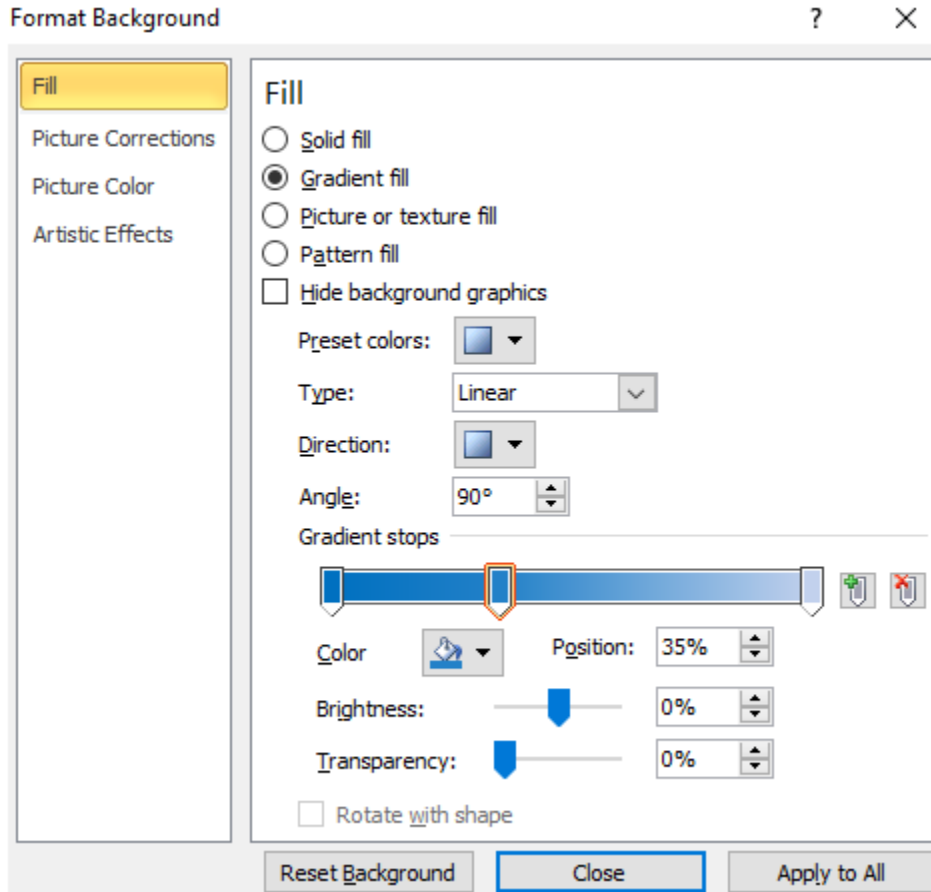 Format Background ? ×
Fill
Picture Corrections
Picture Color
Artistic Effects
Fill
Solid fill
Gradient fill
Picture or texture fill
Pattern fill
Hide background graphics
Preset colors:
Type: Linear
Direction:
Angle: 90°
Gradient stops
Color Position: 35%
Brightness: 0%
Transparency: 0%
Rotate with shape
Reset Background Close Apply to All